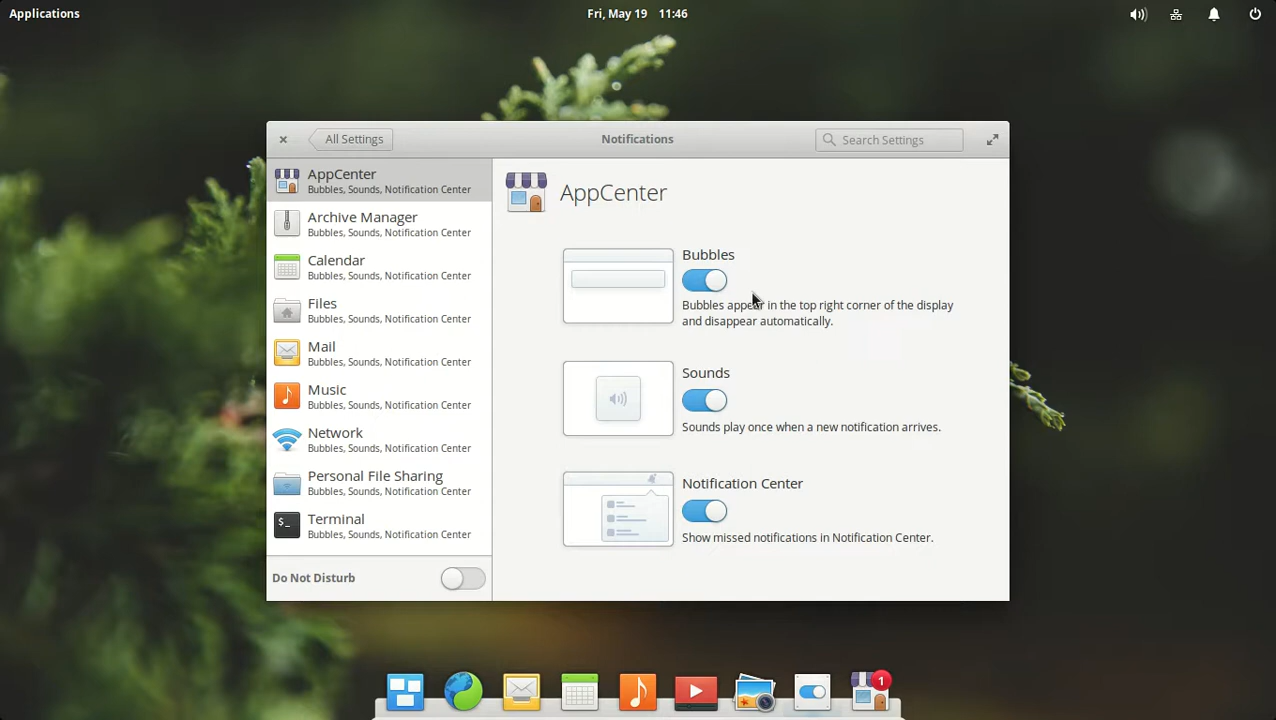 Applications
Fri, May 19 11:46
All Settings
Notifications
Search Settings
AppCenter
Bubbles, Sounds, Notification Center
Archive Manager
Bubbles, Sounds, Notification Center
Calendar
Bubbles, Sounds, Notification Center
Files
Bubbles, Sounds, Notification Center
Mail
Bubbles, Sounds, Notification Center
Music
Bubbles, Sounds, Notification Center
Network
Bubbles, Sounds, Notification Center
Personal File Sharing
Bubbles, Sounds, Notification Center
Terminal
Bubbles, Sounds, Notification Center
Do Not Disturb
AppCenter
Bubbles
Bubbles appear in the top right corner of the display
and disappear automatically.
Sounds
Sounds play once when a new notification arrives.
Notification Center
Show missed notifications in Notification Center.
1